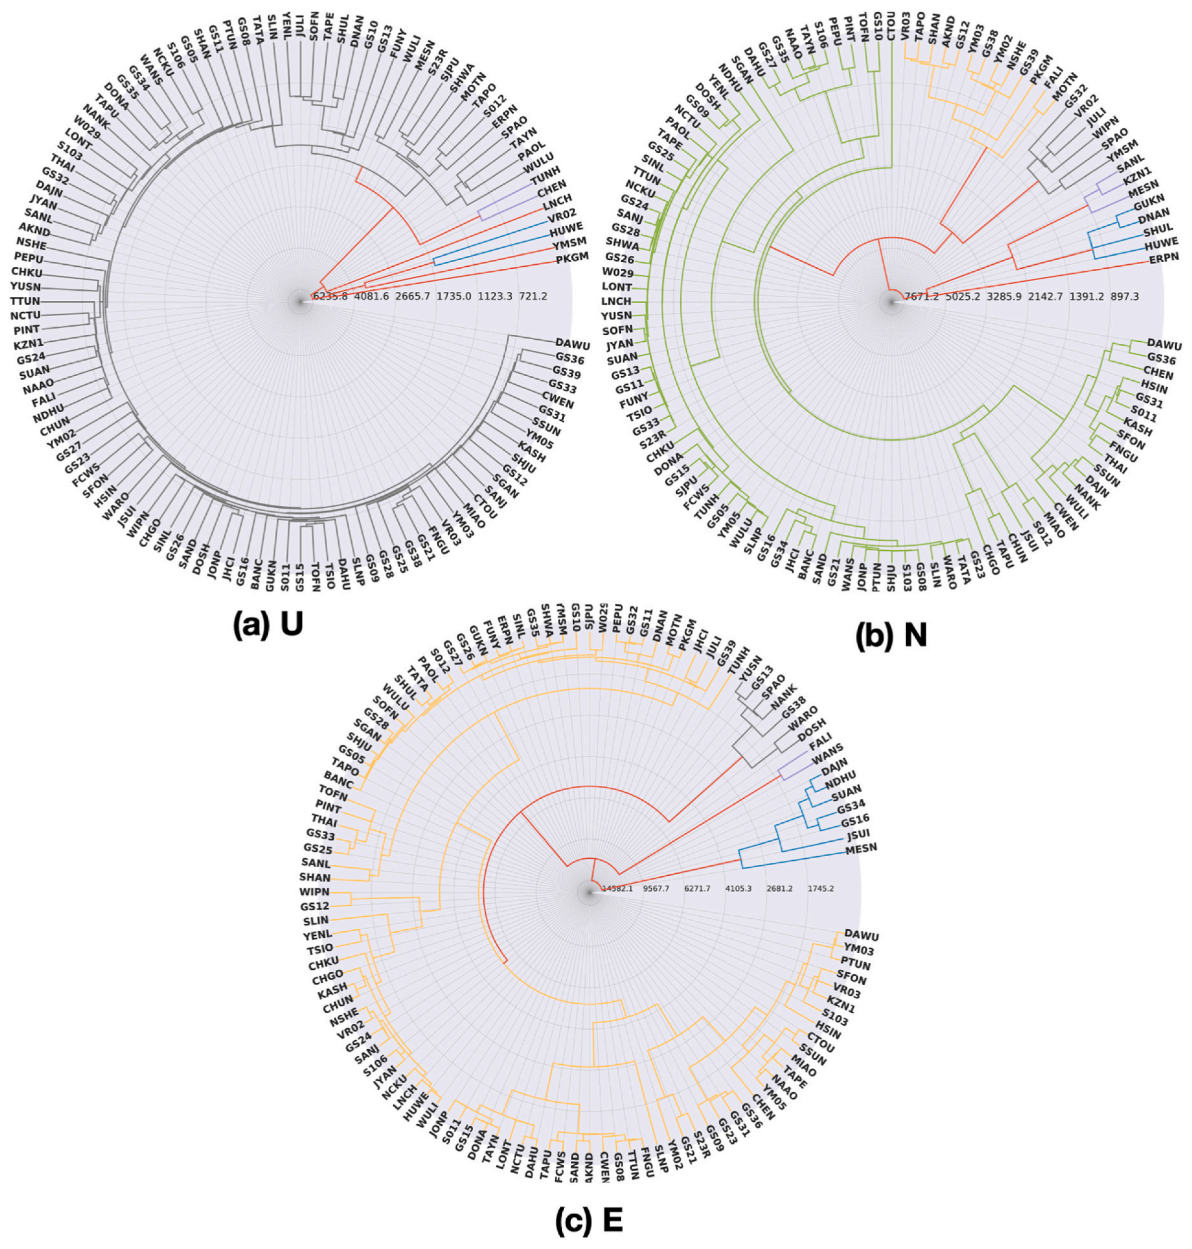 DAWU
GS36
GS39
GS33
CWEN
GS31
SSUN
YM05
KASH
SHJU
GS12
SGAN
SANJ
CTOU
MIAO
YM03
VR03
FNGU
GS21
GS38
GS25
GS28
GS09
SLNP
DAHU
TSIO
TOFN
GS15
S011
GUKN
BANC
GS16
JHCI
JONP
DOSH
SAND
GS26
SINL
CHGO
WIPN
JSUI
WARO
HSIN
SFON
FCWS
GS23
GS27
YM02
CHUN
NDHU
FALI
NAAO
SUAN
GS24
KZN1
PINT
NCTU
TTUN
YUSN
CHKU
PEPU
NSHE
AKND
SANL
JYAN
DAJN
GS32
THAI
S103
LONT
W029
NANK
TAPU
DONA
GS35
GS34
WANS
NCKU
S106
GS05
SHAN
GS11
PTUN
GS08
TATA
SLIN
YENL
JULI
SOFN
TAPE
SHUL
DNAN
GS10
GS13
FUNY
WULI
MESN
S23R
SJPU
SHWA
MOTN
TAPO
S012
ERPN
SPAO
TAYN
PAOL
WULU
TUNH
CHEN
LNCH
VR02
HUWE
YMSM
PKGM
6235.8 4081.6 2665.7 1735.0 1123.3 721.2
(a) U
DAWU
GS36
CHEN
HSIN
GS31
S011
KASH
SFON
FNGU
THAI
SSUN
DAJN
NANK
WULI
CWEN
MIAO
S012
JSUI
CHUN
TAPU
CHGO
GS23
TATA
WARO
SLIN
GS08
S103
SHJU
PTUN
JONP
WANS
GS21
SAND
BANC
JHCI
GS34
GS16
SLNP
WULU
YM05
GS05
TUNH
FCWS
SJPU
GS15
DONA
CHKU
S23R
GS33
TSIO
FUNY
GS11
GS13
SUAN
JYAN
SOFN
YUSN
LNCH
LONT
W029
GS26
SHWA
GS28
SANJ
GS24
NCKU
TTUN
SINL
GS25
TAPE
PAOL
NCTU
GS09
DOSH
YENL
NDHU
SGAN
DAHU
GS27
GS35
NAAO
TAYN
S106
PEPU
PINT
TOFN
GS10
CTOU
VR03
TAPO
SHAN
AKND
GS12
YM03
GS38
YM02
NSHE
GS39
PKGM
FALI
MOTN
GS32
VR02
JULI
WIPN
SPAO
YMSM
SANL
KZN1
MESN
GUKN
DNAN
SHUL
HUWE
ERPN
7671.2 5025.2 3285.9 2142.7 1391.2 897.3
(b) N
DAWU
YM03
PTUN
SFON
VR03
KZN1
S103
HSIN
CTOU
SSUN
MIAO
TAPE
NAAO
YM05
CHEN
GS36
GS31
GS23
GS09
S23R
GS21
YM02
SLNP
FNGU
TTUN
GS08
CWEN
AKND
SAND
FCWS
TAPU
DAHU
NCTU
LONT
TAYN
DONA
GS15
S011
JONP
WULI
HUWE
LNCH
NCKU
JYAN
S106
SANJ
GS24
VR02
NSHE
CHUN
KASH
CHGO
CHKU
TSIO
YENL
SLIN
GS12
WIPN
SHAN
SANL
GS25
GS33
THAI
PINT
TOFN
BANC
TAPO
GS05
SHJU
SGAN
GS28
SOFN
WULU
SHUL
TATA
PAOL
S012
GS27
GS26
GUKN
FUNY
ERPN
SINL
GS35
SHWA
YMSM
GS10
SJPU
W029
PEPU
GS32
GS11
DNAN
MOTN
PKGM
JHCI
JULI
GS39
TUNH
YUSN
GS13
SPAO
NANK
GS38
WARO
DOSH
FALI
WANS
DAJN
NDHU
SUAN
GS34
GS16
JSUI
MESN
14582.1 9567.7 6271.7 4105.3 2681.2 1745.2
(c) E